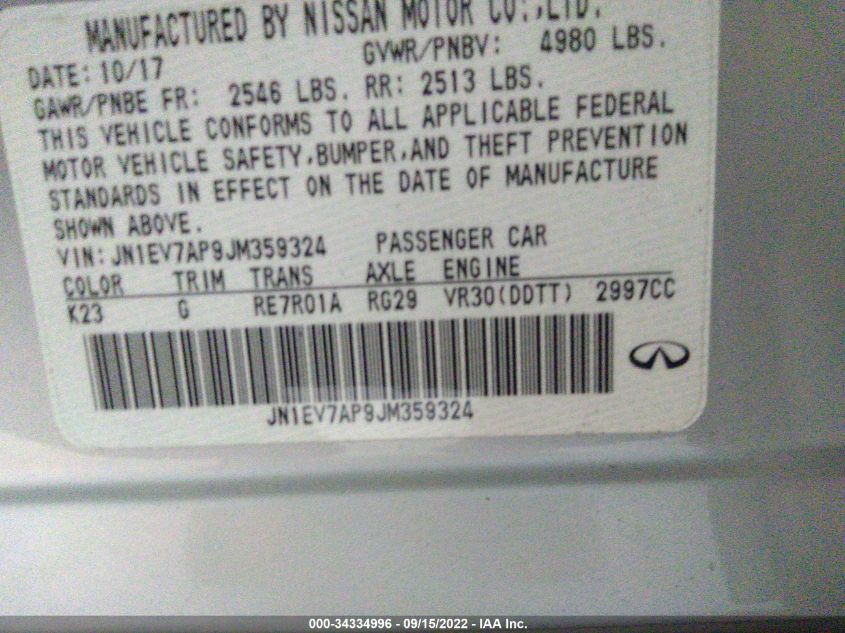 MANUFACTURED BY NISSAN MOTOR CO.,LTD.
DATE: 10/17 GVWR/PNBV: 4980 LBS.
GAWR/PNBE FR: 2546 LBS. RR: 2513 LBS.
THIS VEHICLE CONFORMS TO ALL APPLICABLE FEDERAL
MOTOR VEHICLE SAFETY,BUMPER,AND THEFT PREVENTION
STANDARDS IN EFFECT ON THE DATE OF MANUFACTURE
SHOWN ABOVE.
VIN: JN1EV7AP9JM359324 PASSENGER CAR
COLOR TRIM TRANS AXLE ENGINE
K23 G RE7R01A RG29 VR30(DDTT) 2997CC
JN1EV7AP9JM359324
000-34334996 - 09/15/2022 - IAA Inc.